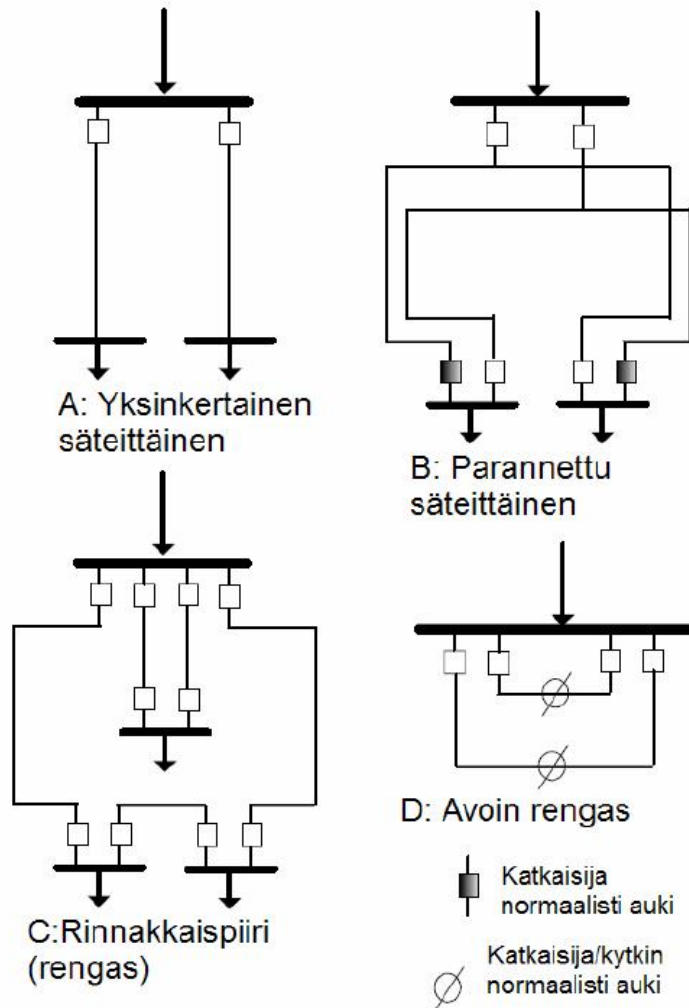 A: Yksinkertainen
säteittäinen
B: Parannettu
säteittäinen
C:Rinnakkaispiiri
(rengas)
D: Avoin rengas
Katkaisija
normaalisti auki
Katkaisija/kytkin
normaalisti auki